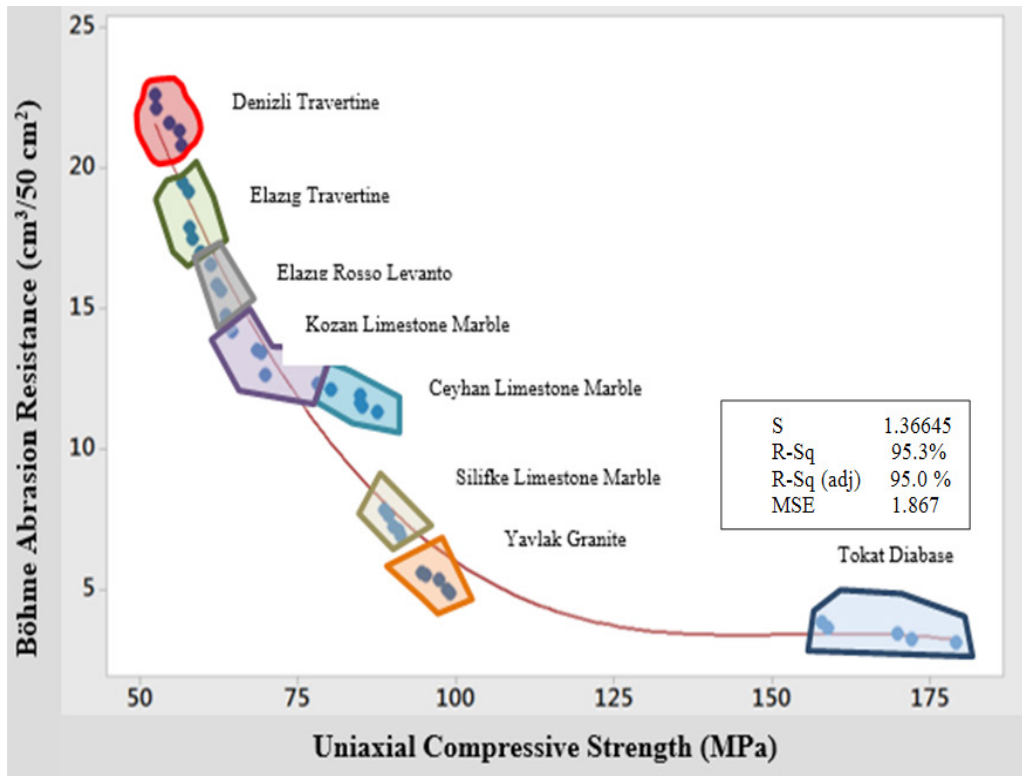 Böhme Abrasion Resistance (cm³/50 cm²)
25
20
15
10
5
Denizli Travertine
Elazıg Travertine
Elazıg Rosso Levanto
Kozan Limestone Marble
Ceyhan Limestone Marble
Silifke Limestone Marble
Yavlak Granite
Tokat Diabase
S 1.36645
R-Sq 95.3%
R-Sq (adj) 95.0 %
MSE 1.867
50 75 100 125 150 175
Uniaxial Compressive Strength (MPa)